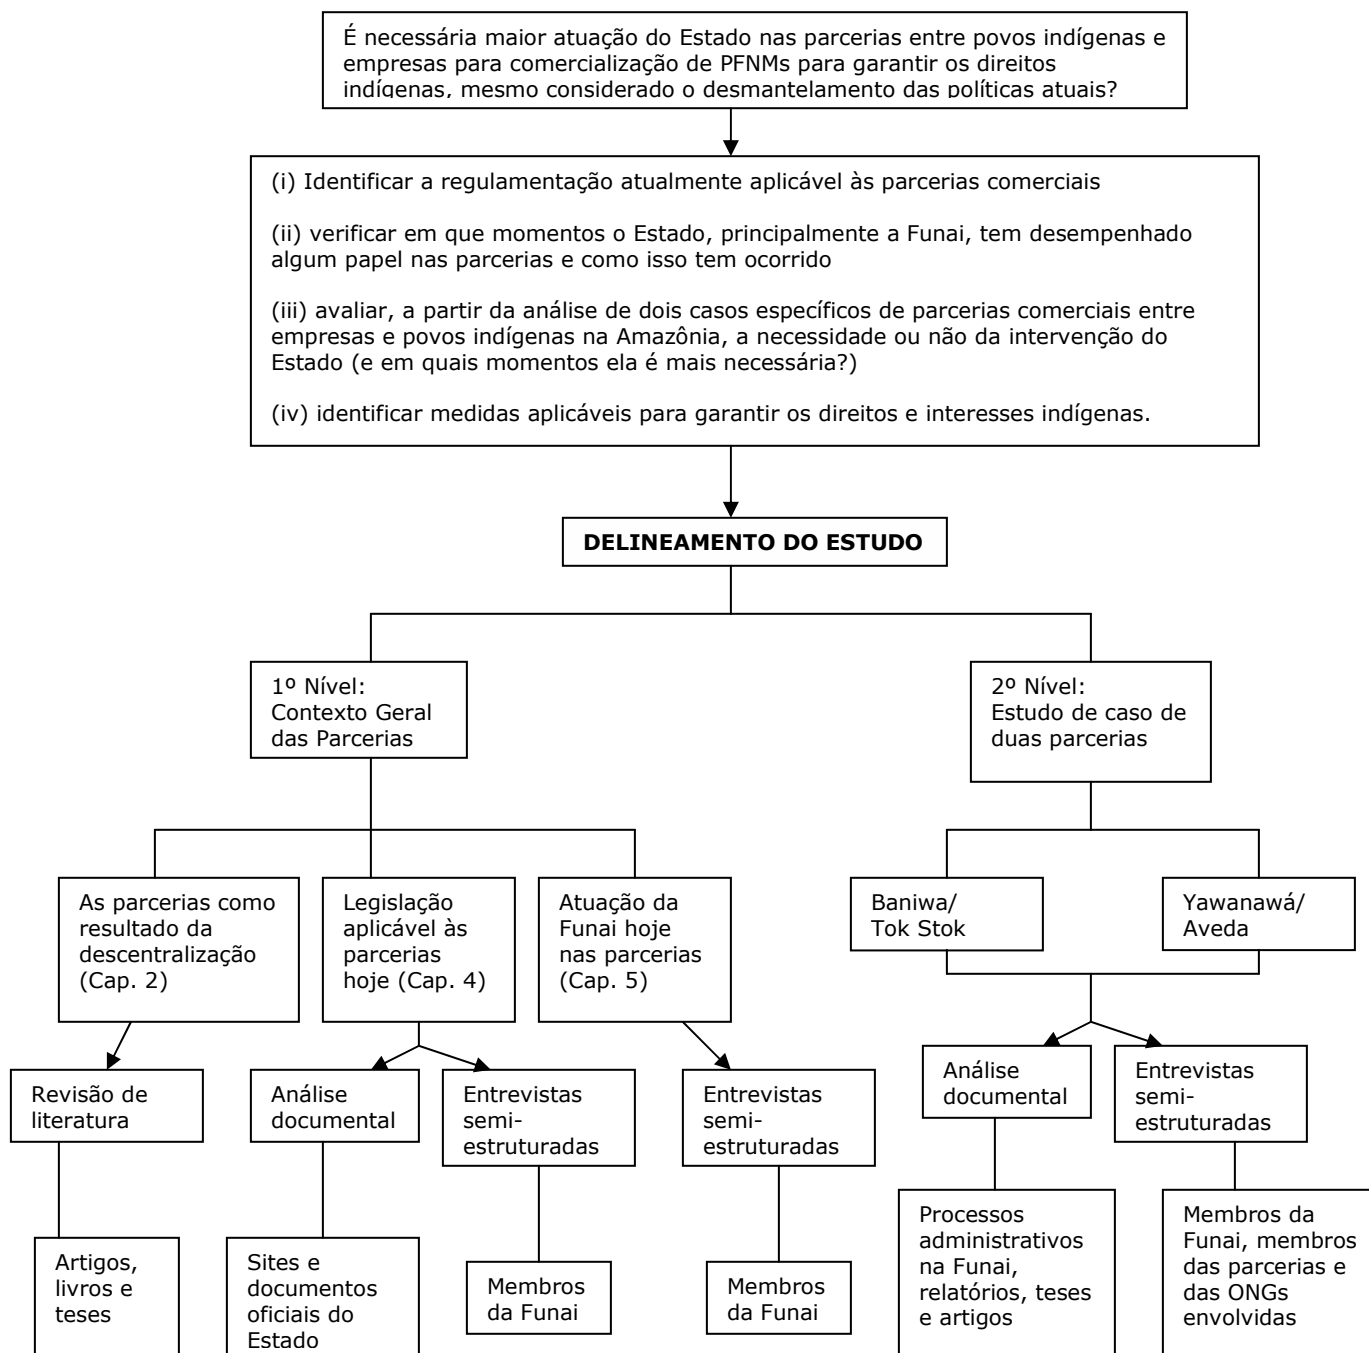 É necessária maior atuação do Estado nas parcerias entre povos indígenas e
empresas para comercialização de PFNMs para garantir os direitos
indígenas, mesmo considerado o desmantelamento das políticas atuais?
(i) Identificar a regulamentação atualmente aplicável às parcerias comerciais
(ii) verificar em que momentos o Estado, principalmente a Funai, tem desempenhado
algum papel nas parcerias e como isso tem ocorrido
(iii) avaliar, a partir da análise de dois casos específicos de parcerias comerciais entre
empresas e povos indígenas na Amazônia, a necessidade ou não da intervenção do
Estado (e em quais momentos ela é mais necessária?)
(iv) identificar medidas aplicáveis para garantir os direitos e interesses indígenas.
DELINEAMENTO DO ESTUDO
1º Nível:
Contexto Geral
das Parcerias
2º Nível:
Estudo de caso de
duas parcerias
As parcerias como
resultado da
descentralização
(Cap. 2)
Legislação
aplicável às
parcerias
hoje (Cap. 4)
Atuação da
Funai hoje
nas parcerias
(Cap. 5)
Baniwa/
Tok Stok
Yawanawá/
Aveda
Revisão de
literatura
Análise
documental
Entrevistas
semi-
estruturadas
Entrevistas
semi-
estruturadas
Análise
documental
Entrevistas
semi-
estruturadas
Artigos,
livros e
teses
Sites e
documentos
oficiais do
Estado
Membros
da Funai
Membros
da Funai
Processos
administrativos
na Funai,
relatórios, teses
e artigos
Membros da
Funai, membros
das parcerias e
das ONGs
envolvidas